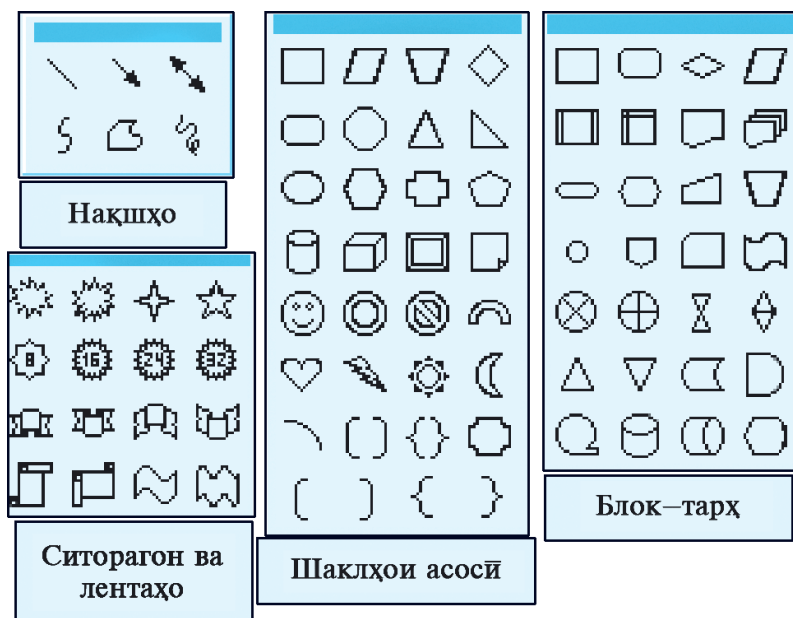 Нақшҳо
8
16
24
32
Ситорагон ва
лентаҳо
Шаклҳои асосӣ
Блок–тарҳ